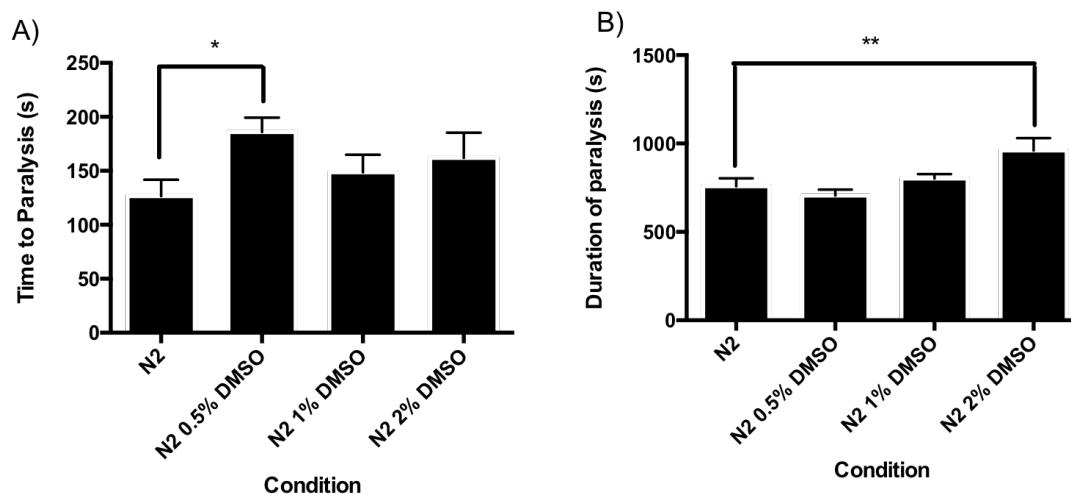 A)
*
Time to Paralysis (s)
250
200
150
100
50
0
N2
N2 0.5% DMSO
N2 1% DMSO
N2 2% DMSO
Condition
B)
**
Duration of paralysis (s)
1500
1000
500
0
N2
N2 0.5% DMSO
N2 1% DMSO
N2 2% DMSO
Condition